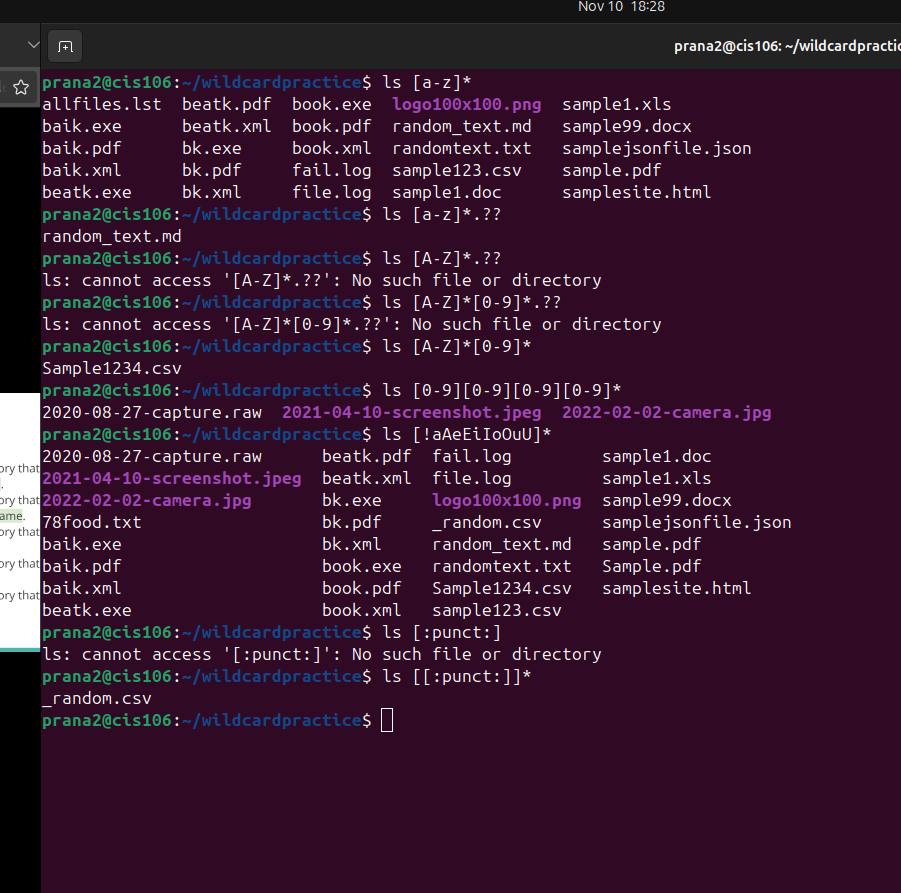 Nov 10 18:28
prana2@cis106: ~/wildcardpractic
prana2@cis106:~/wildcardpractice$ ls [a-z]*
allfiles.lst beatk.pdf book.exe logo100x100.png sample1.xls
baik.exe beatk.xml book.pdf random_text.md sample99.docx
baik.pdf bk.exe book.xml randomtext.txt samplejsonfile.json
baik.xml bk.pdf fail.log sample123.csv sample.pdf
beatk.exe bk.xml file.log sample1.doc samplesite.html
prana2@cis106:~/wildcardpractice$ ls [a-z]*.??
random_text.md
prana2@cis106:~/wildcardpractice$ ls [A-Z]*.??
ls: cannot access '[A-Z]*.??': No such file or directory
prana2@cis106:~/wildcardpractice$ ls [A-Z]*[0-9]*.??
ls: cannot access '[A-Z]*[0-9]*.??': No such file or directory
prana2@cis106:~/wildcardpractice$ ls [A-Z]*[0-9]*
Sample1234.csv
prana2@cis106:~/wildcardpractice$ ls [0-9][0-9][0-9][0-9]*
2020-08-27-capture.raw 2021-04-10-screenshot.jpeg 2022-02-02-camera.jpg
prana2@cis106:~/wildcardpractice$ ls [!aAeEiIoOuU]*
2020-08-27-capture.raw beatk.pdf fail.log sample1.doc
2021-04-10-screenshot.jpeg beatk.xml file.log sample1.xls
2022-02-02-camera.jpg bk.exe logo100x100.png sample99.docx
78food.txt bk.pdf _random.csv samplejsonfile.json
baik.exe bk.xml random_text.md sample.pdf
baik.pdf book.exe randomtext.txt Sample.pdf
baik.xml book.pdf Sample1234.csv samplesite.html
beatk.exe book.xml sample123.csv
prana2@cis106:~/wildcardpractice$ ls [:punct:]
ls: cannot access '[:punct:]': No such file or directory
prana2@cis106:~/wildcardpractice$ ls [[:punct:]]*
_random.csv
prana2@cis106:~/wildcardpractice$
ory that
.
ory that
ame.
ory that
ory that
ory that